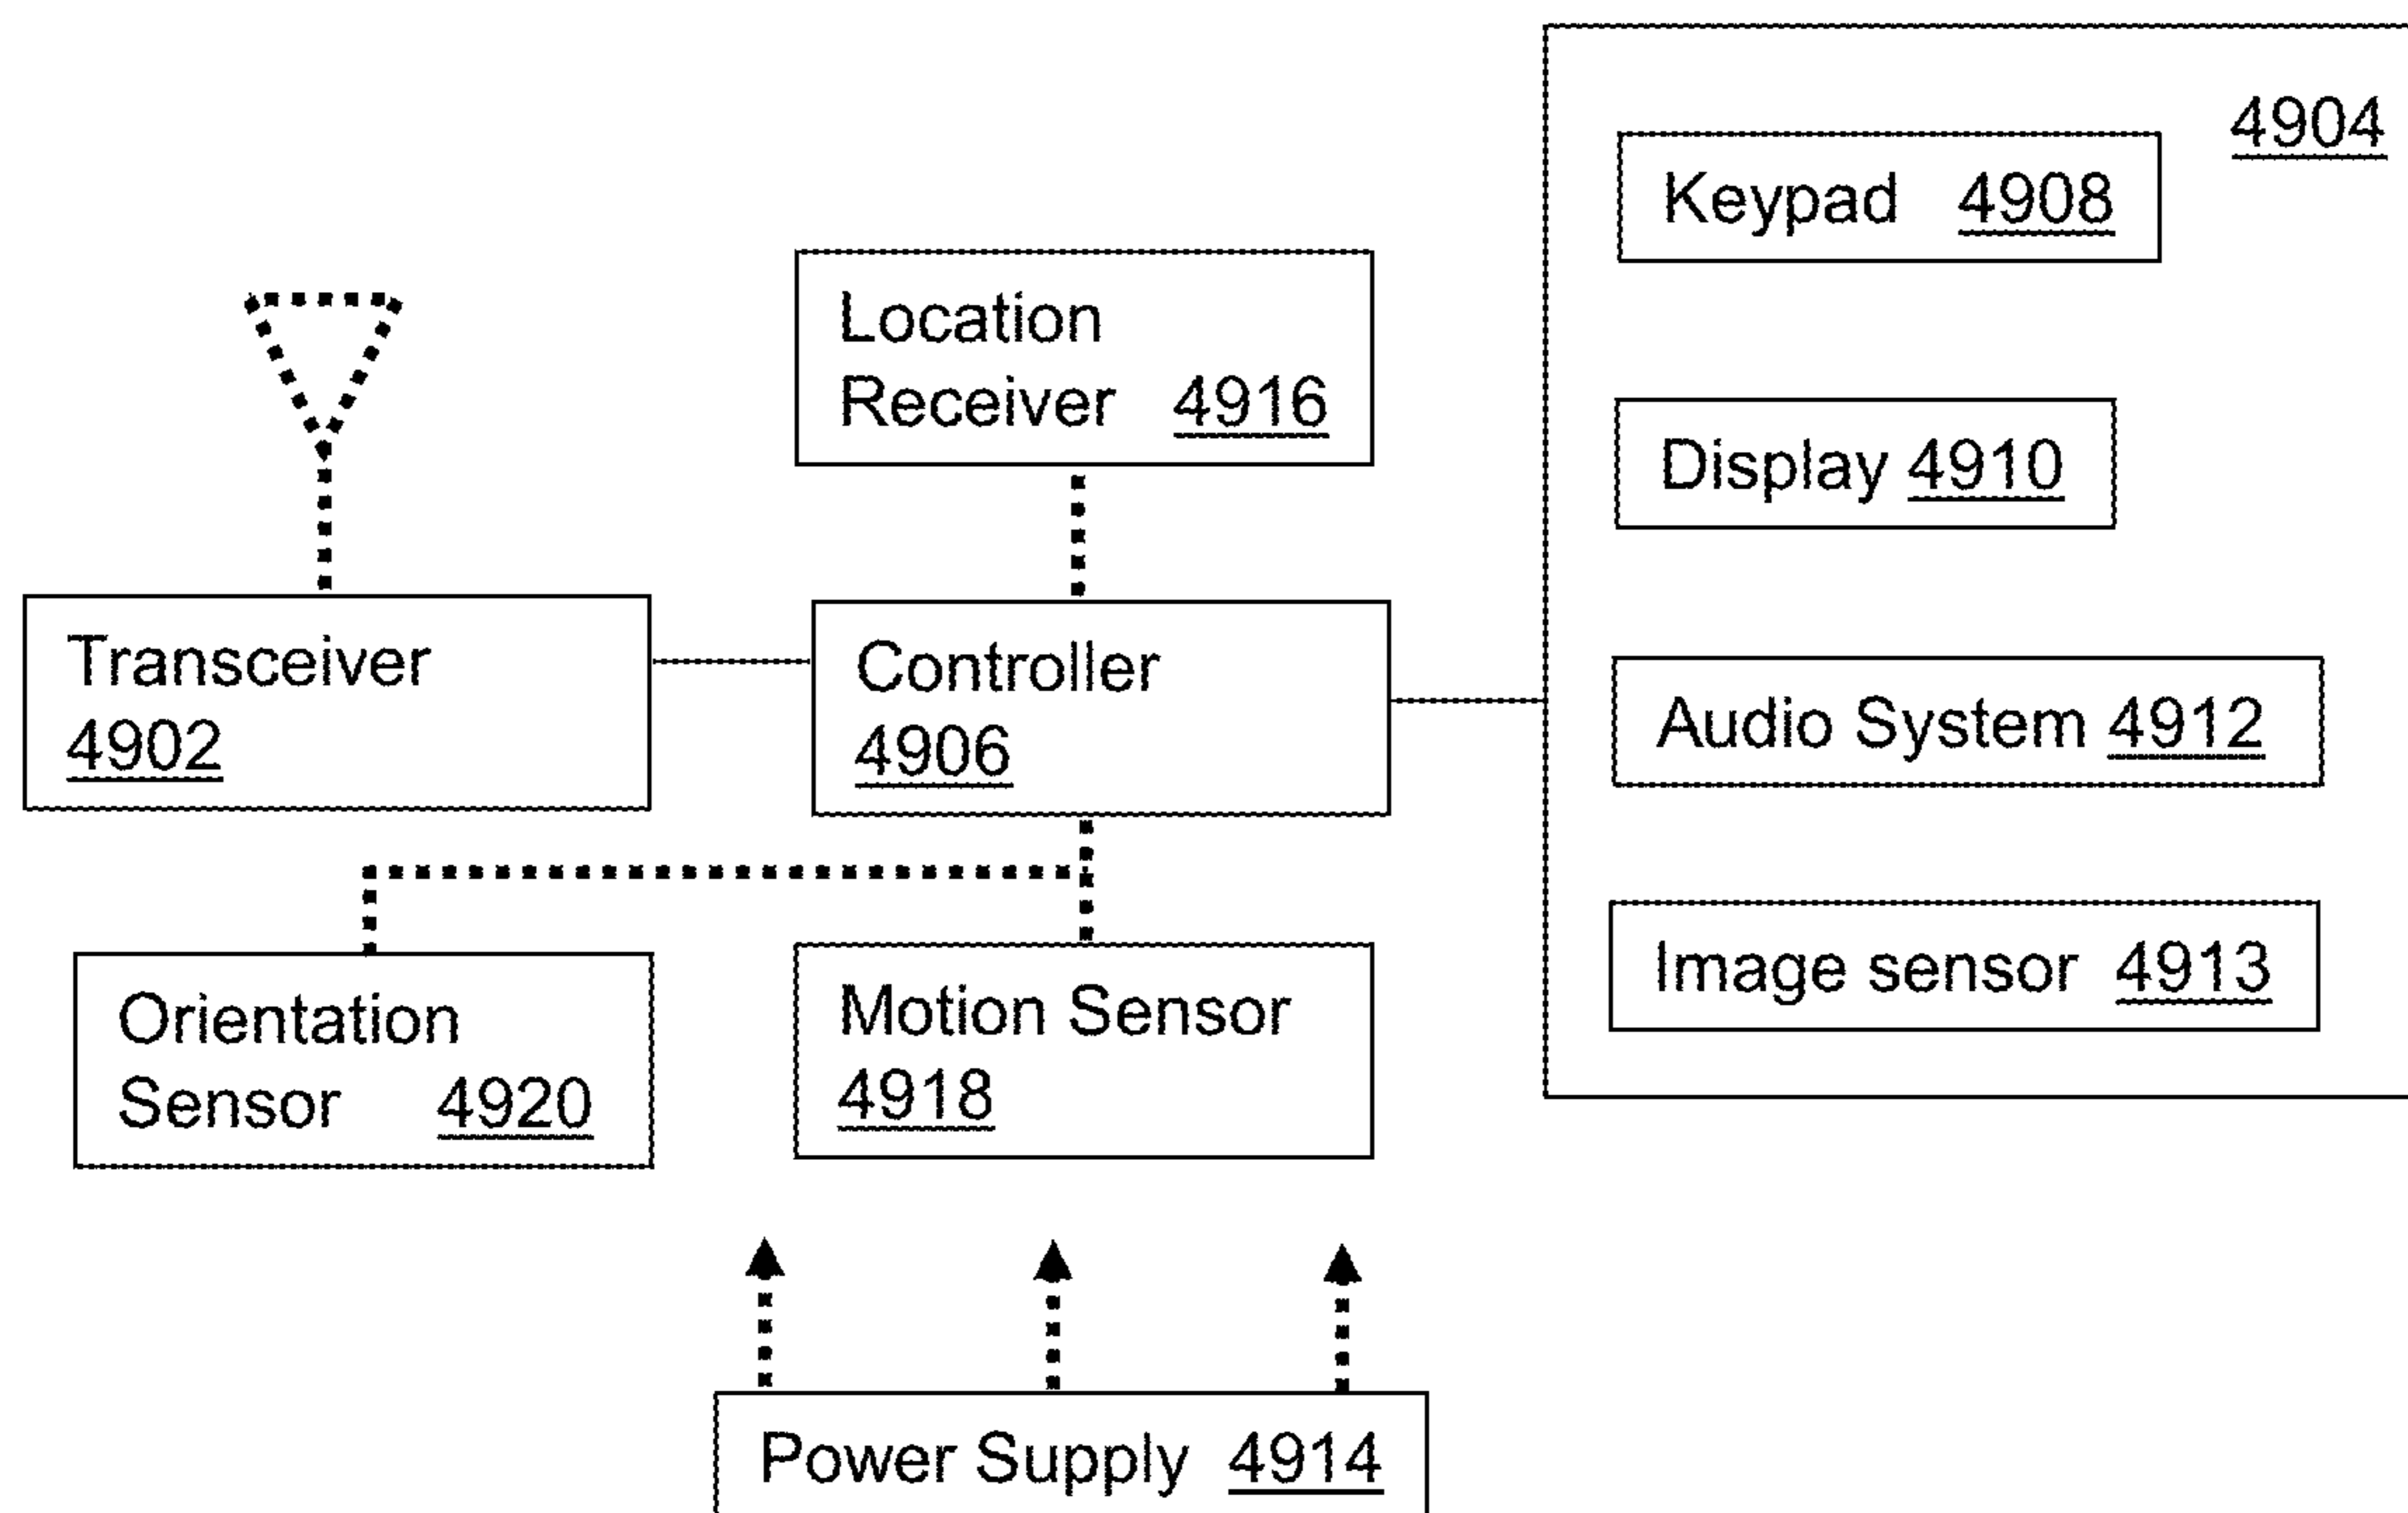 4904
Keypad 4908
Location
Receiver 4916
Display 4910
Transceiver
4902
Controller
4906
Audio System 4912
Image sensor 4913
Orientation
Sensor 4920
Motion Sensor
4918
Power Supply 4914